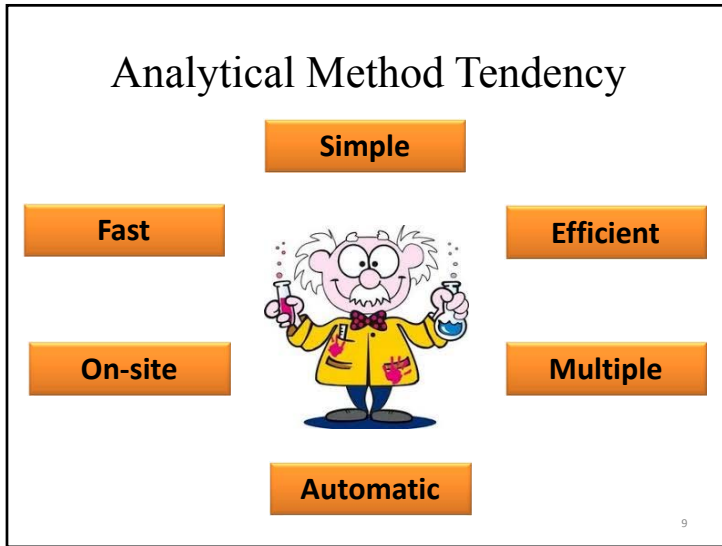 Analytical Method Tendency
Simple
Fast
Efficient
On-site
Multiple
Automatic
9